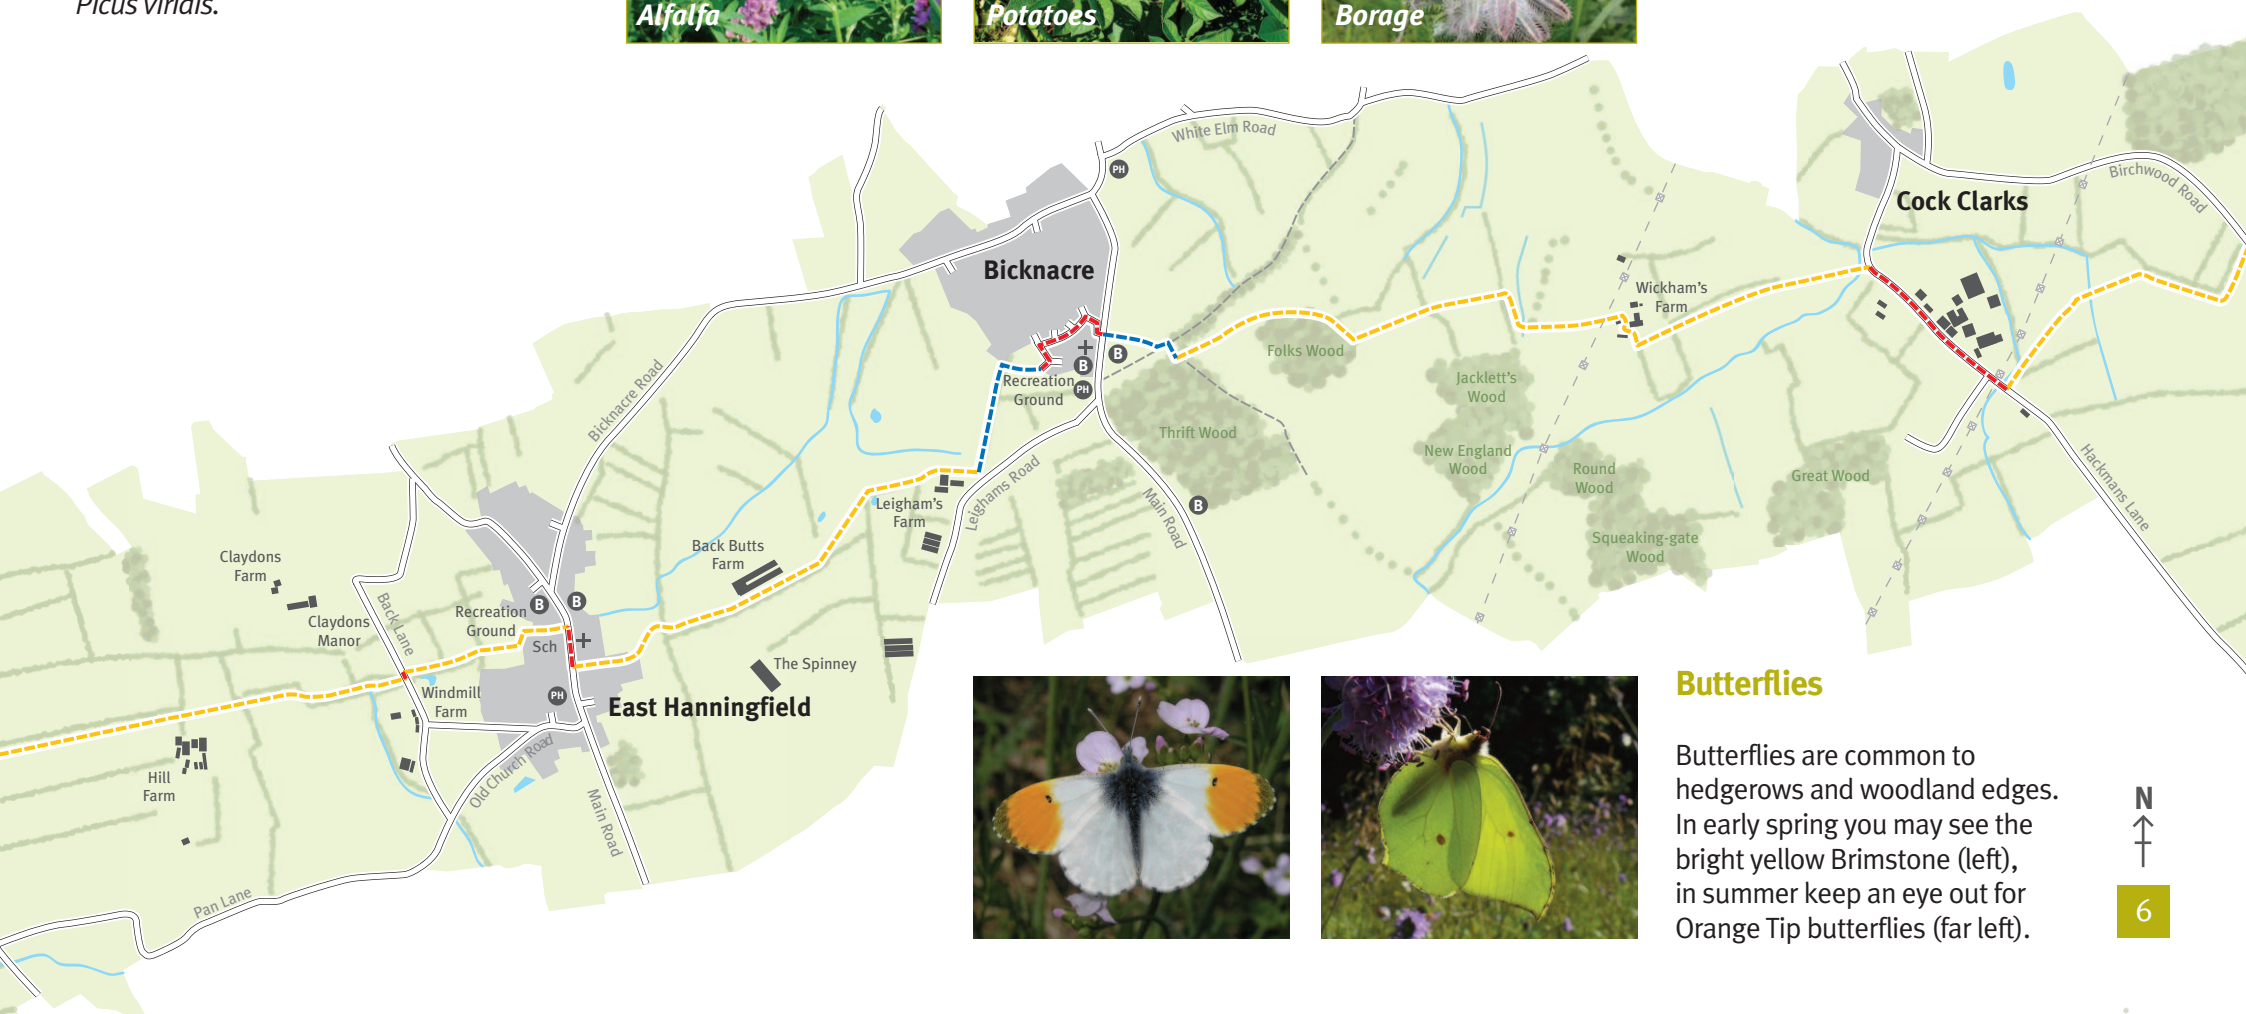 Picus viridis.
Alfalfa
Potatoes
Borage
White Elm Road
PH
Birchwood Road
Cock Clarks
Bicknacre
Wickham's
Farm
Folks Wood
B
B
Recreation
Ground
PH
Jacklett's
Wood
Bicknacre Road
Thrift Wood
New England
Wood
Round
Wood
Great Wood
Hackmans Lane
Leighams Road
Leigham's
Farm
Main Road
B
Squeaking-gate
Wood
Back Butts
Farm
Claydons
Farm
Claydons
Manor
Back Lane
Recreation
Ground
B
B
Sch
The Spinney
Windmill
Farm
PH
East Hanningfield
Old Church Road
Main Road
Hill
Farm
Pan Lane
Butterflies
Butterflies are common to
hedgerows and woodland edges.
In early spring you may see the
bright yellow Brimstone (left),
in summer keep an eye out for
Orange Tip butterflies (far left).
N
6